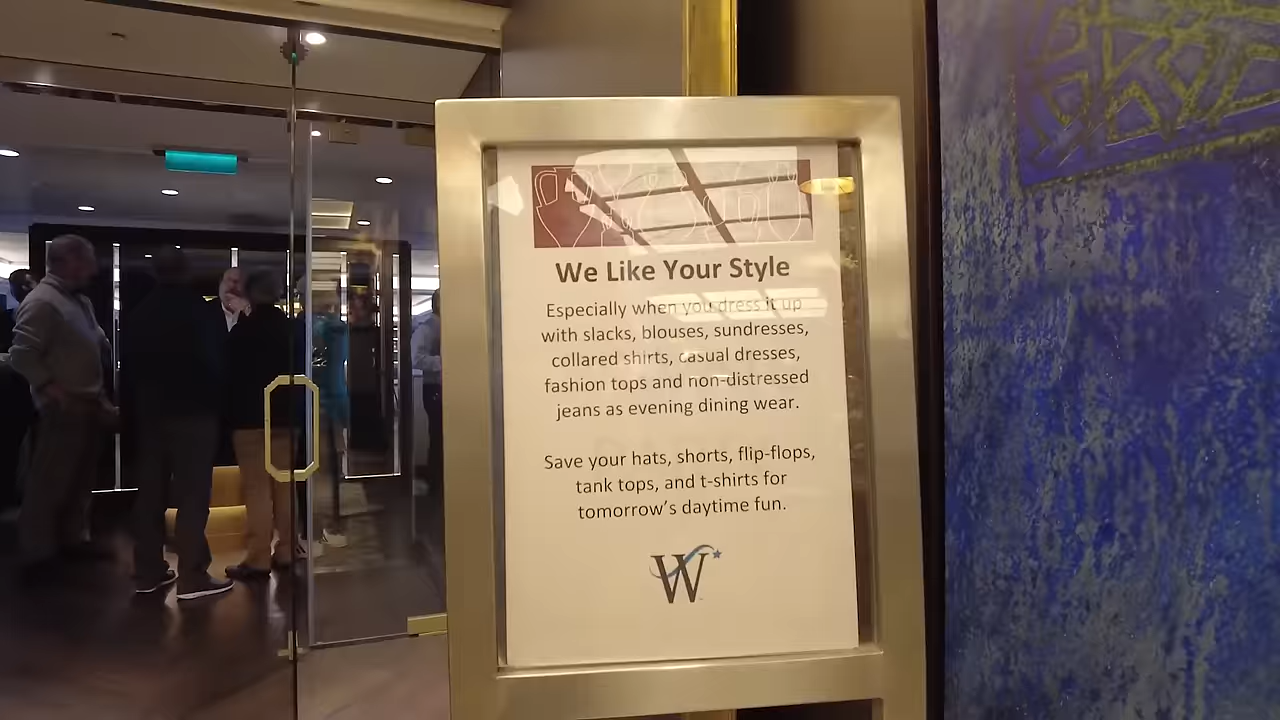 We Like Your Style
Especially when you dress it up
with slacks, blouses, sundresses,
collared shirts, casual dresses,
fashion tops and non-distressed
jeans as evening dining wear.
Save your hats, shorts, flip-flops,
tank tops, and t-shirts for
tomorrow's daytime fun.
W